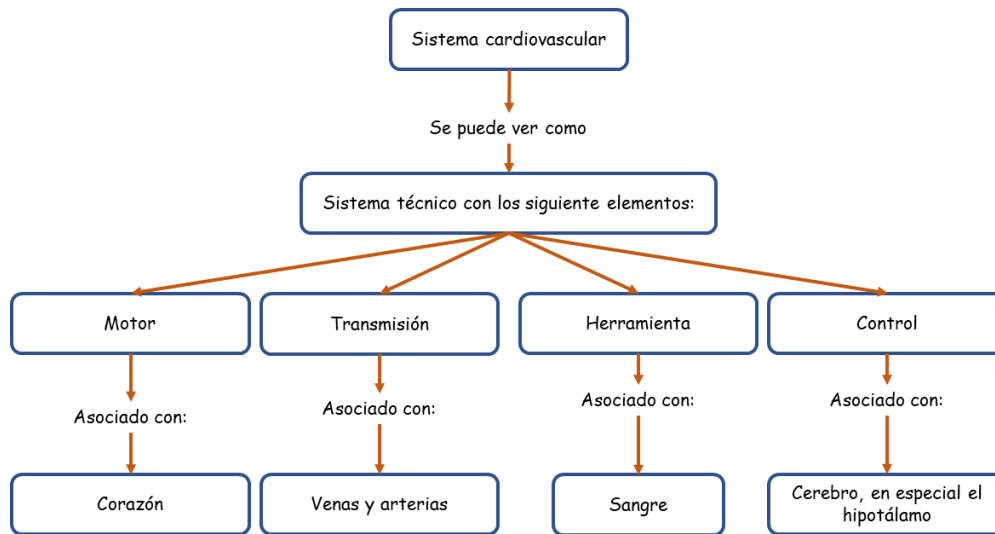 Sistema cardiovascular
Se puede ver como
Sistema técnico con los siguiente elementos:
Motor
Transmisión
Herramienta
Control
Asociado con:
Asociado con:
Asociado con:
Asociado con:
Corazón
Venas y arterias
Sangre
Cerebro, en especial el
hipotálamo